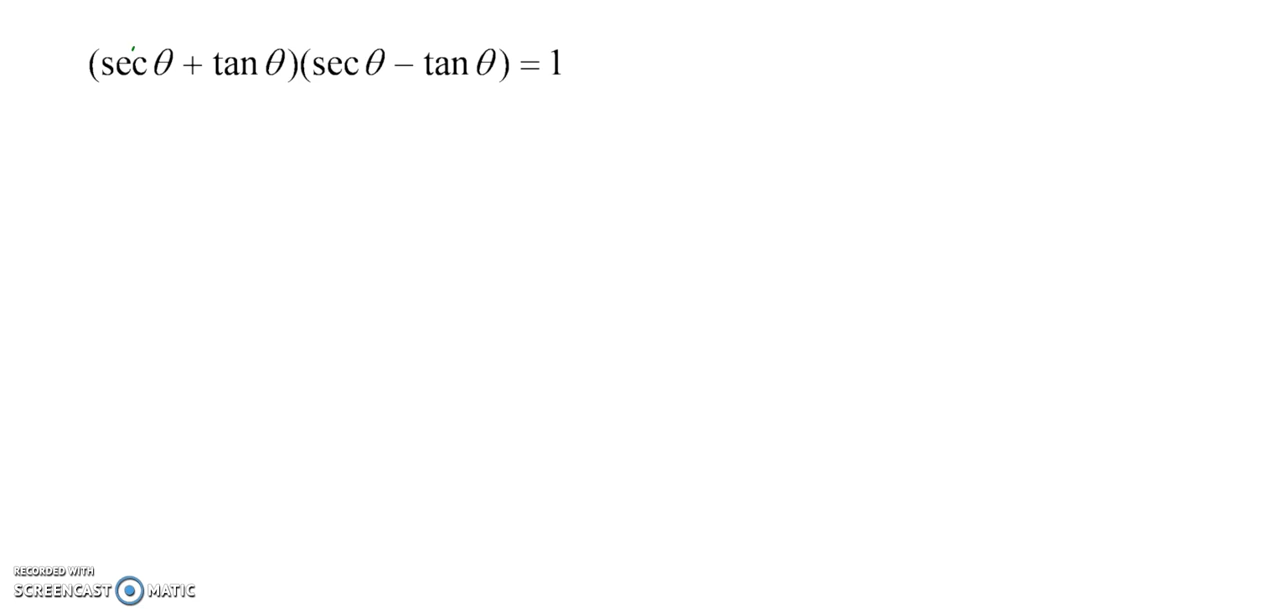 (sec θ + tan θ)(sec θ − tan θ) = 1
RECORDED WITH
SCREENCAST MATIC